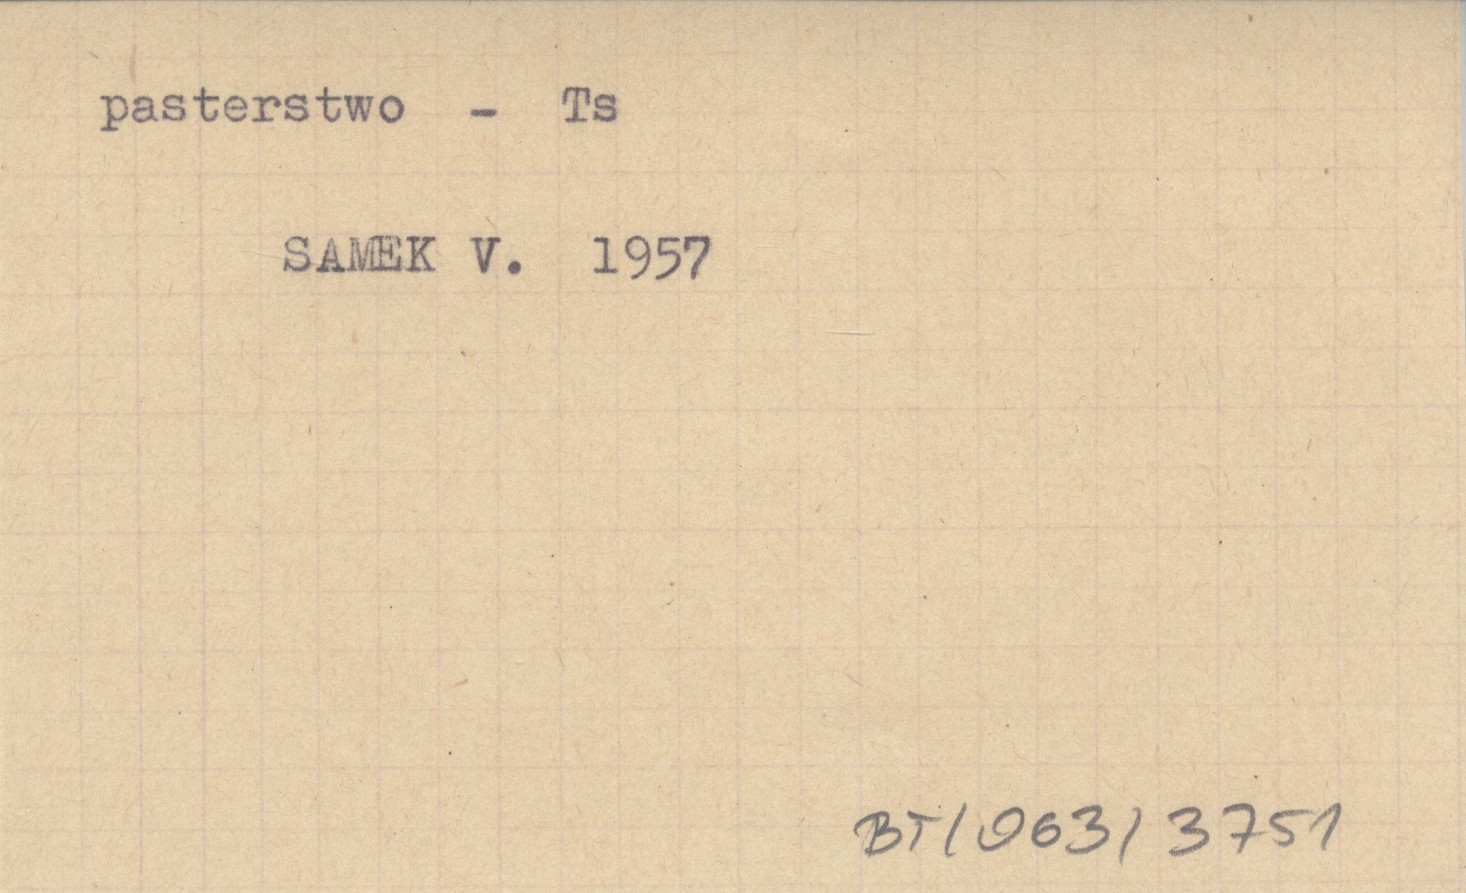 pasterstwo - Ts
SAMEK V. 1957
BT/063/3751